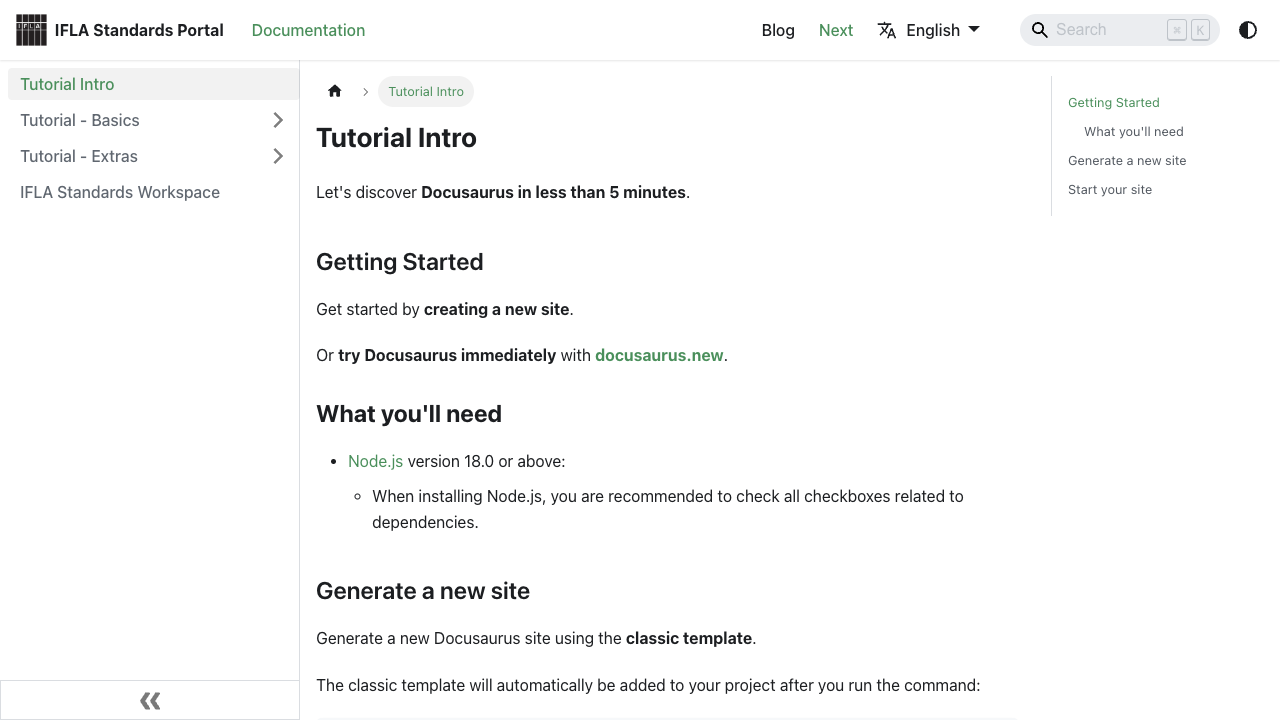 IFLA
IFLA Standards Portal
Documentation
Blog
Next
English
Search
⌘
K
Tutorial Intro
Tutorial - Basics
Tutorial - Extras
IFLA Standards Workspace
Tutorial Intro
Tutorial Intro
Let's discover Docusaurus in less than 5 minutes.
Getting Started
Get started by creating a new site.
Or try Docusaurus immediately with docusaurus.new.
What you'll need
Node.js version 18.0 or above:
When installing Node.js, you are recommended to check all checkboxes related to
dependencies.
Generate a new site
Generate a new Docusaurus site using the classic template.
The classic template will automatically be added to your project after you run the command:
Getting Started
What you'll need
Generate a new site
Start your site